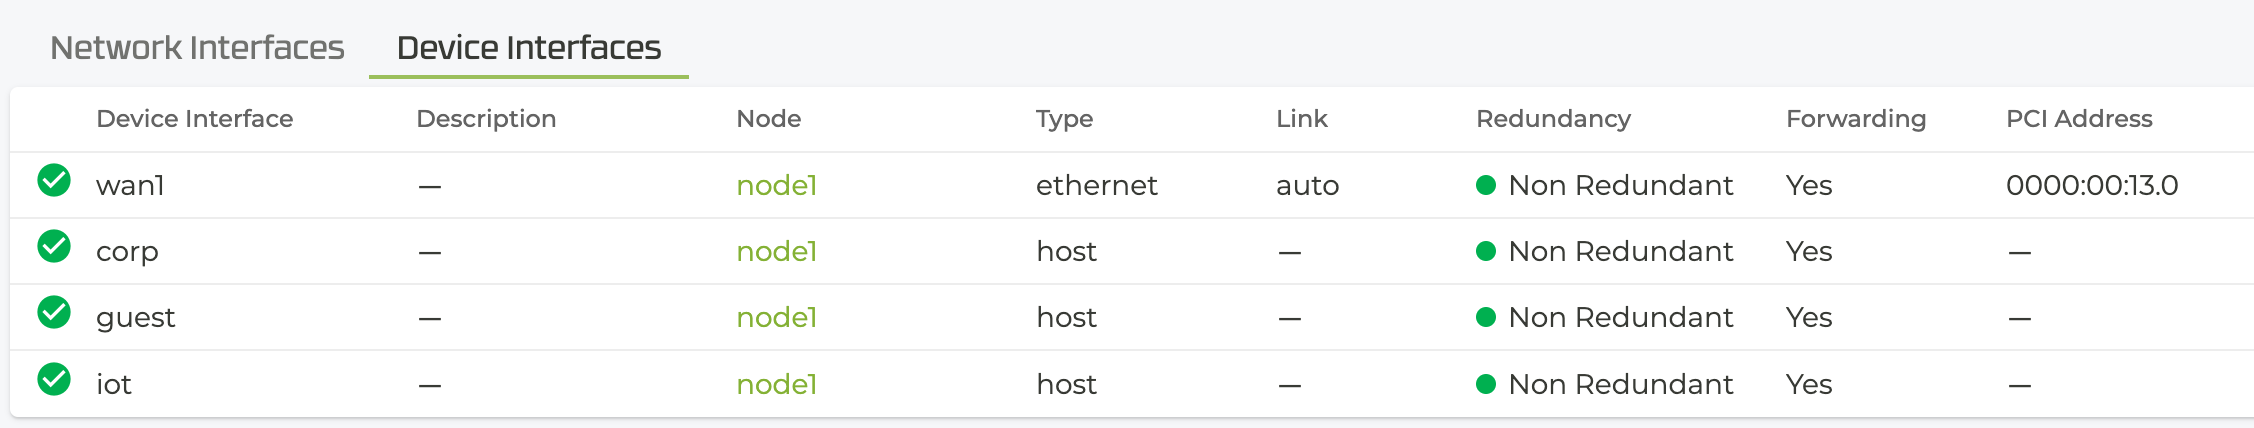 Network Interfaces Device Interfaces
Device Interface Description Node Type Link Redundancy Forwarding PCI Address
wan1 — node1 ethernet auto Non Redundant Yes 0000:00:13.0
corp — node1 host — Non Redundant Yes —
guest — node1 host — Non Redundant Yes —
iot — node1 host — Non Redundant Yes —